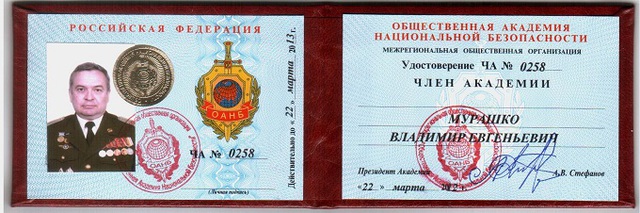 РОССИЙСКАЯ ФЕДЕРАЦИЯ
ОАНБ
ЧА № 0258
(Личная подпись)
Действительно до «22» марта 2013 г.
ОБЩЕСТВЕННАЯ АКАДЕМИЯ
НАЦИОНАЛЬНОЙ БЕЗОПАСНОСТИ
МЕЖРЕГИОНАЛЬНАЯ ОБЩЕСТВЕННАЯ ОРГАНИЗАЦИЯ
Удостоверение ЧА № 0258
ЧЛЕН АКАДЕМИИ
МУРАШКО
ВЛАДИМИР ЕВГЕНЬЕВИЧ
Президент Академии А.В. Стефанов
«22» марта